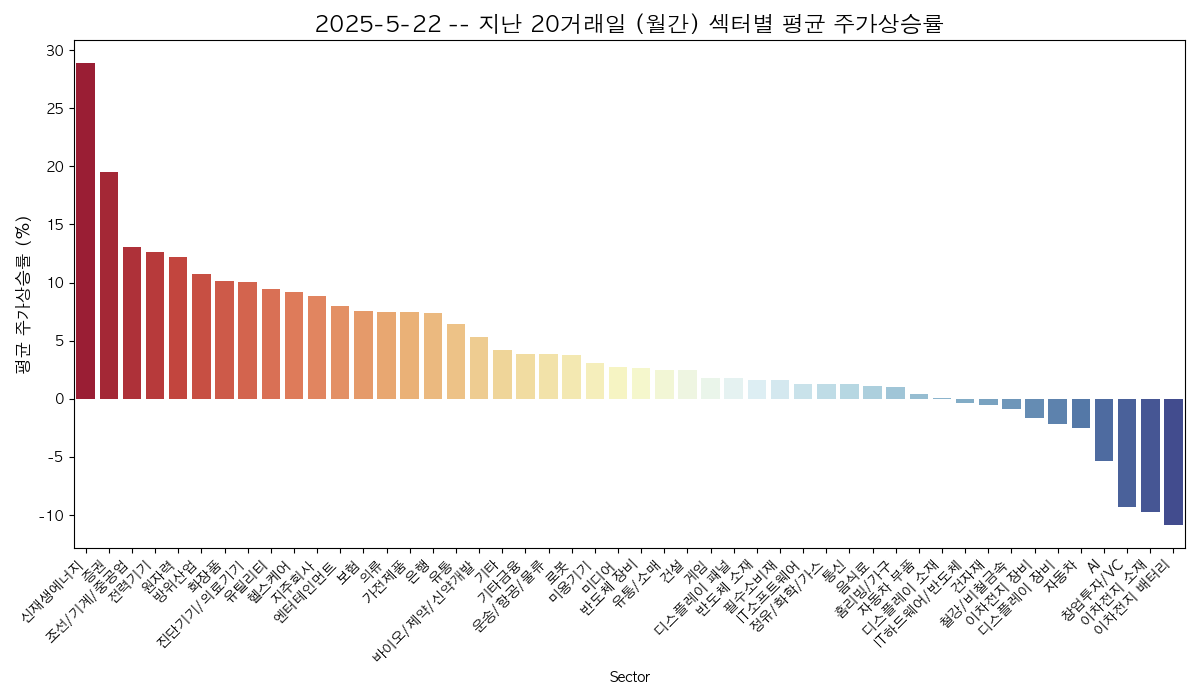 2025-5-22 -- 지난 20거래일 (월간) 섹터별 평균 주가상승률
평균 주가상승률 (%)
30
25
20
15
10
5
0
-5
-10
신재생에너지
증권
조선/기계/중공업
전력기기
원자력
방위산업
화장품
진단기기/의료기기
유틸리티
헬스케어
지주회사
엔터테인먼트
보험
의류
가전제품
은행
유통
바이오/제약/신약개발
기타
기타금융
운송/항공/물류
로봇
미용기기
미디어
반도체 장비
유통/소매
건설
게임
디스플레이 패널
반도체 소재
필수소비재
IT소프트웨어
정유/화학/가스
통신
음식료
홈리빙/가구
자동차 부품
디스플레이 소재
IT하드웨어/반도체
건자재
철강/비철금속
이차전지 장비
디스플레이 장비
자동차
AI
창업투자/VC
이차전지 소재
이차전지 배터리
Sector